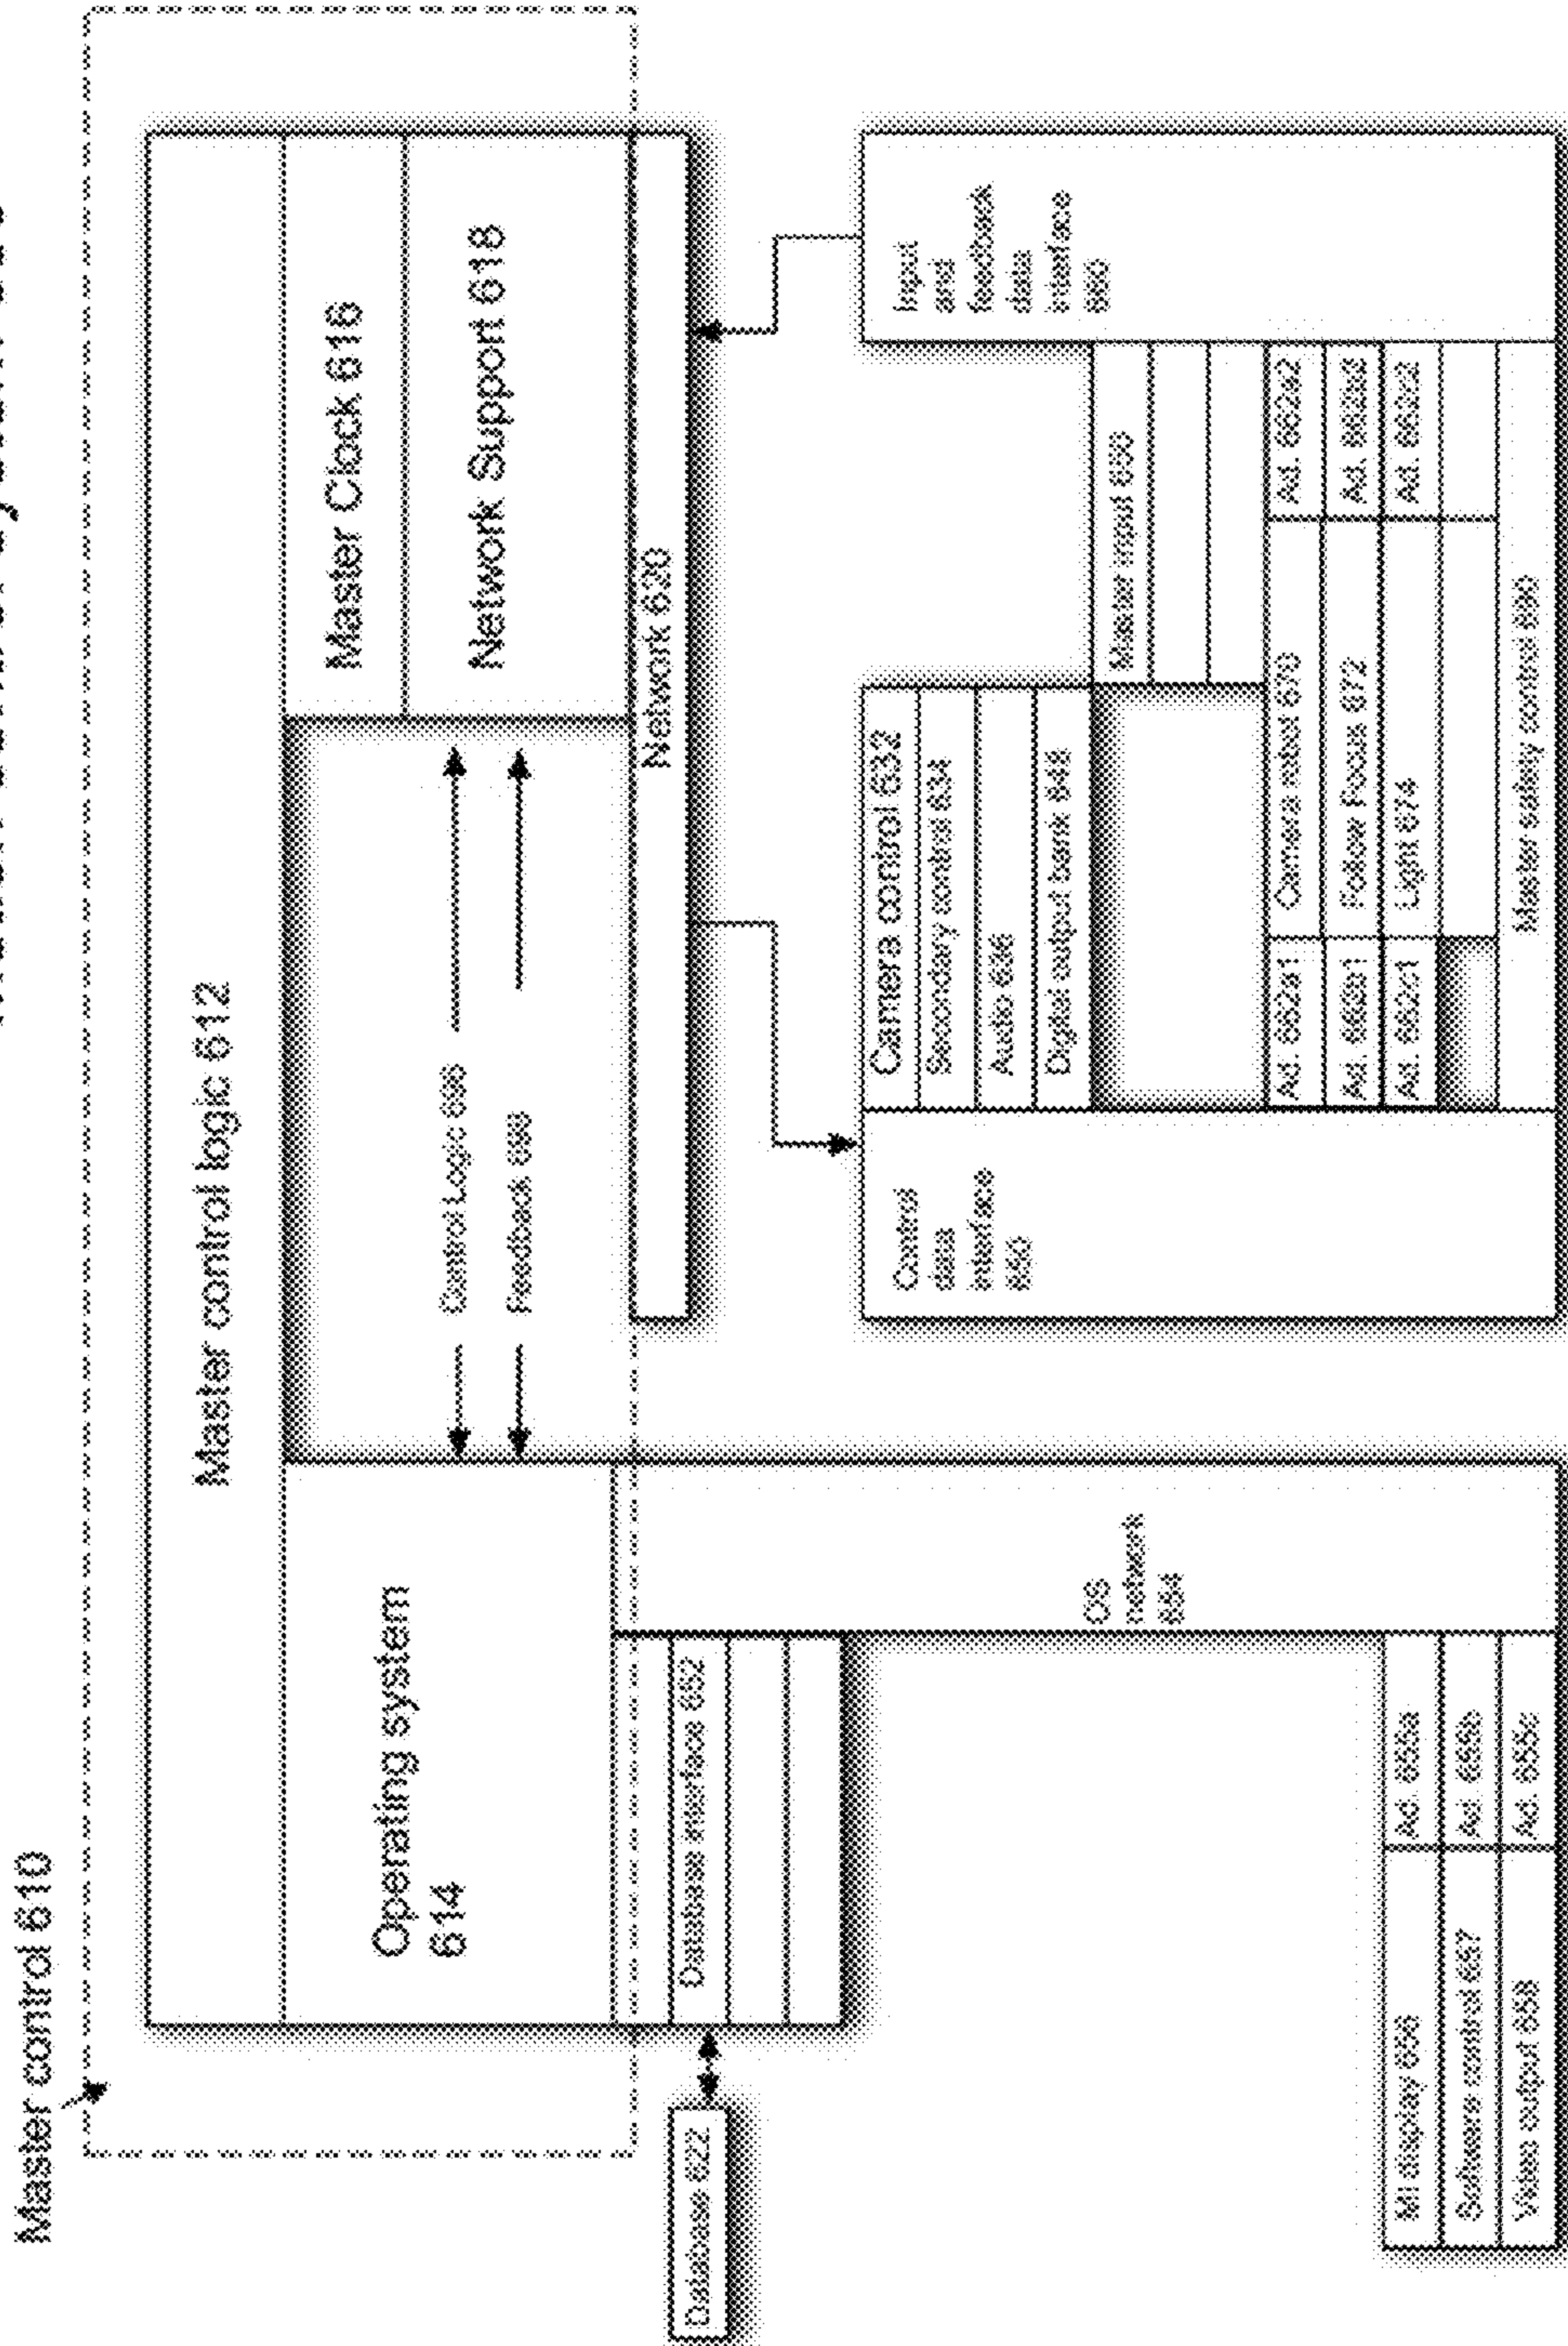 Master control 610
Master control logic 612
Operating system
614
Master Clock 616
Network Support 618
Control Logic 696
Feedback 698
Network 620
Database 622
Database interface 652
OS
network
654
Control
data
interface
650
Input
and
feedback
data
interface
660
Camera control 632
Secondary control 634
Audio 636
Digital output bank 648
Master input 690
Ad. 662a1
Camera robot 670
Ad. 662a2
Ad. 662b1
Follow Focus 672
Ad. 662b2
Ad. 662c1
Light 674
Ad. 662c2
Master safety control 680
MI display 656
Ad. 655a
Software control 657
Ad. 655b
Video output 658
Ad. 655c